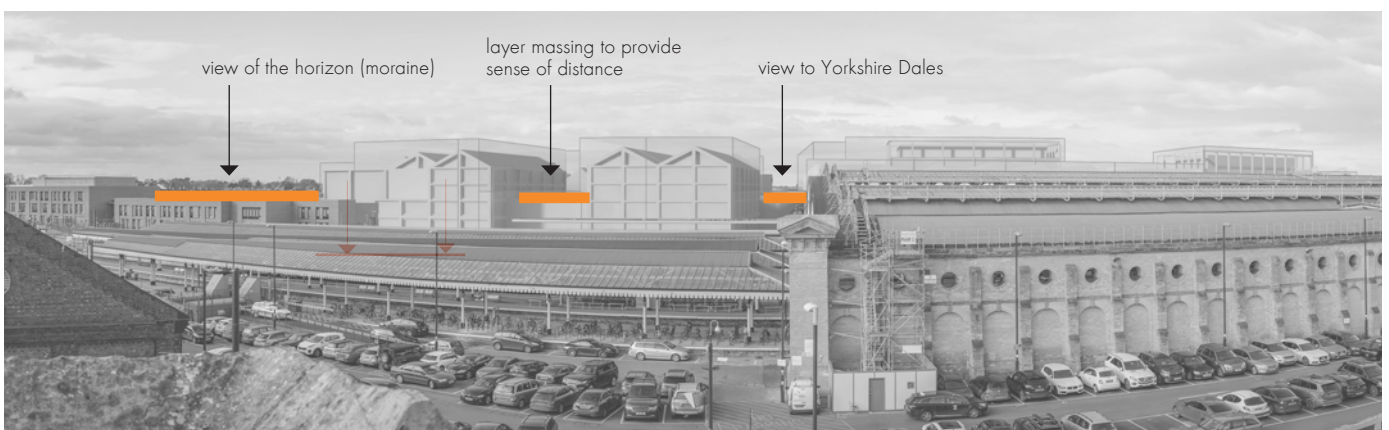 view of the horizon (moraine)
layer massing to provide
sense of distance
view to Yorkshire Dales